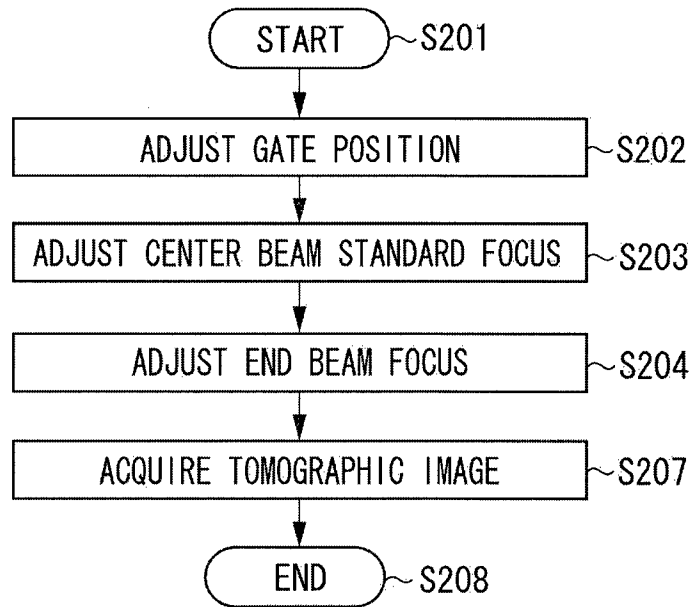 START S201
ADJUST GATE POSITION S202
ADJUST CENTER BEAM STANDARD FOCUS S203
ADJUST END BEAM FOCUS S204
ACQUIRE TOMOGRAPHIC IMAGE S207
END S208